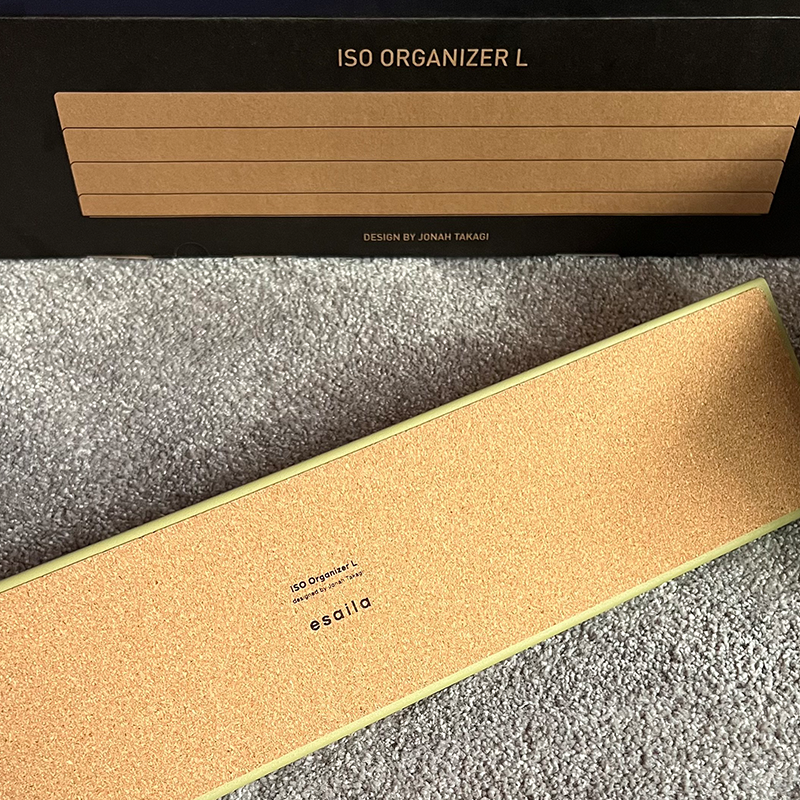 ISO ORGANIZER L
DESIGN BY JONAH TAKAGI
ISO Organizer L
designed by Jonah Takagi
esaila